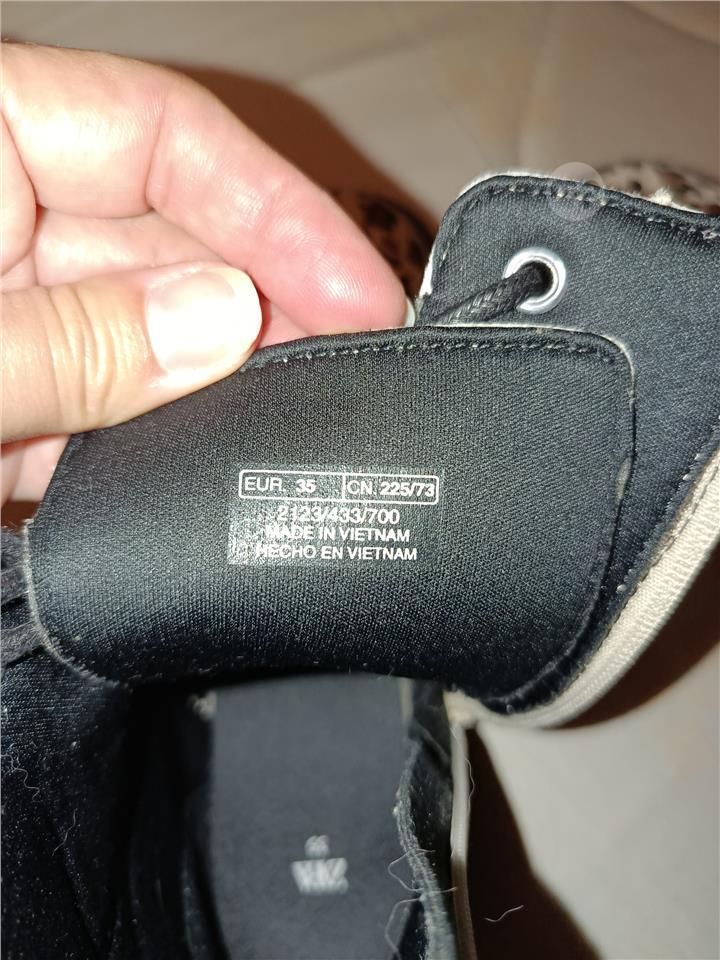 EUR. 35 CN 225/73
2123/433/700
MADE IN VIETNAM
HECHO EN VIETNAM